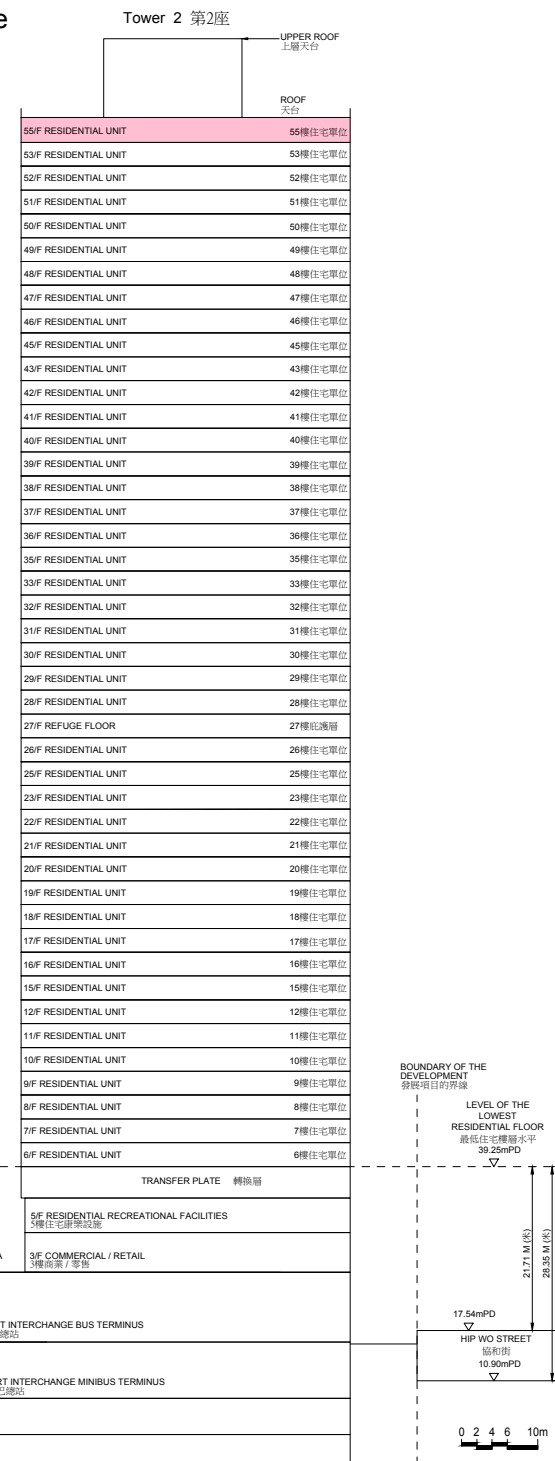 e
Tower 2 第2座
UPPER ROOF
上層天台
ROOF
天台
55/F RESIDENTIAL UNIT 55樓住宅單位
53/F RESIDENTIAL UNIT 53樓住宅單位
52/F RESIDENTIAL UNIT 52樓住宅單位
51/F RESIDENTIAL UNIT 51樓住宅單位
50/F RESIDENTIAL UNIT 50樓住宅單位
49/F RESIDENTIAL UNIT 49樓住宅單位
48/F RESIDENTIAL UNIT 48樓住宅單位
47/F RESIDENTIAL UNIT 47樓住宅單位
46/F RESIDENTIAL UNIT 46樓住宅單位
45/F RESIDENTIAL UNIT 45樓住宅單位
43/F RESIDENTIAL UNIT 43樓住宅單位
42/F RESIDENTIAL UNIT 42樓住宅單位
41/F RESIDENTIAL UNIT 41樓住宅單位
40/F RESIDENTIAL UNIT 40樓住宅單位
39/F RESIDENTIAL UNIT 39樓住宅單位
38/F RESIDENTIAL UNIT 38樓住宅單位
37/F RESIDENTIAL UNIT 37樓住宅單位
36/F RESIDENTIAL UNIT 36樓住宅單位
35/F RESIDENTIAL UNIT 35樓住宅單位
33/F RESIDENTIAL UNIT 33樓住宅單位
32/F RESIDENTIAL UNIT 32樓住宅單位
31/F RESIDENTIAL UNIT 31樓住宅單位
30/F RESIDENTIAL UNIT 30樓住宅單位
29/F RESIDENTIAL UNIT 29樓住宅單位
28/F RESIDENTIAL UNIT 28樓住宅單位
27/F REFUGE FLOOR 27樓庇護層
26/F RESIDENTIAL UNIT 26樓住宅單位
25/F RESIDENTIAL UNIT 25樓住宅單位
23/F RESIDENTIAL UNIT 23樓住宅單位
22/F RESIDENTIAL UNIT 22樓住宅單位
21/F RESIDENTIAL UNIT 21樓住宅單位
20/F RESIDENTIAL UNIT 20樓住宅單位
19/F RESIDENTIAL UNIT 19樓住宅單位
18/F RESIDENTIAL UNIT 18樓住宅單位
17/F RESIDENTIAL UNIT 17樓住宅單位
16/F RESIDENTIAL UNIT 16樓住宅單位
15/F RESIDENTIAL UNIT 15樓住宅單位
12/F RESIDENTIAL UNIT 12樓住宅單位
11/F RESIDENTIAL UNIT 11樓住宅單位
10/F RESIDENTIAL UNIT 10樓住宅單位
9/F RESIDENTIAL UNIT 9樓住宅單位
8/F RESIDENTIAL UNIT 8樓住宅單位
7/F RESIDENTIAL UNIT 7樓住宅單位
6/F RESIDENTIAL UNIT 6樓住宅單位
BOUNDARY OF THE
DEVELOPMENT
發展項目的界線
LEVEL OF THE
LOWEST
RESIDENTIAL FLOOR
最低住宅樓層水平
39.25mPD
TRANSFER PLATE 轉換層
5/F RESIDENTIAL RECREATIONAL FACILITIES
5樓住宅康樂設施
A
3/F COMMERCIAL / RETAIL
3樓商業 / 零售
21.71 M (米)
28.35 M (米)
T INTERCHANGE BUS TERMINUS
總站
17.54mPD
HIP WO STREET
協和街
10.90mPD
RT INTERCHANGE MINIBUS TERMINUS
巴總站
0 2 4 6 10m